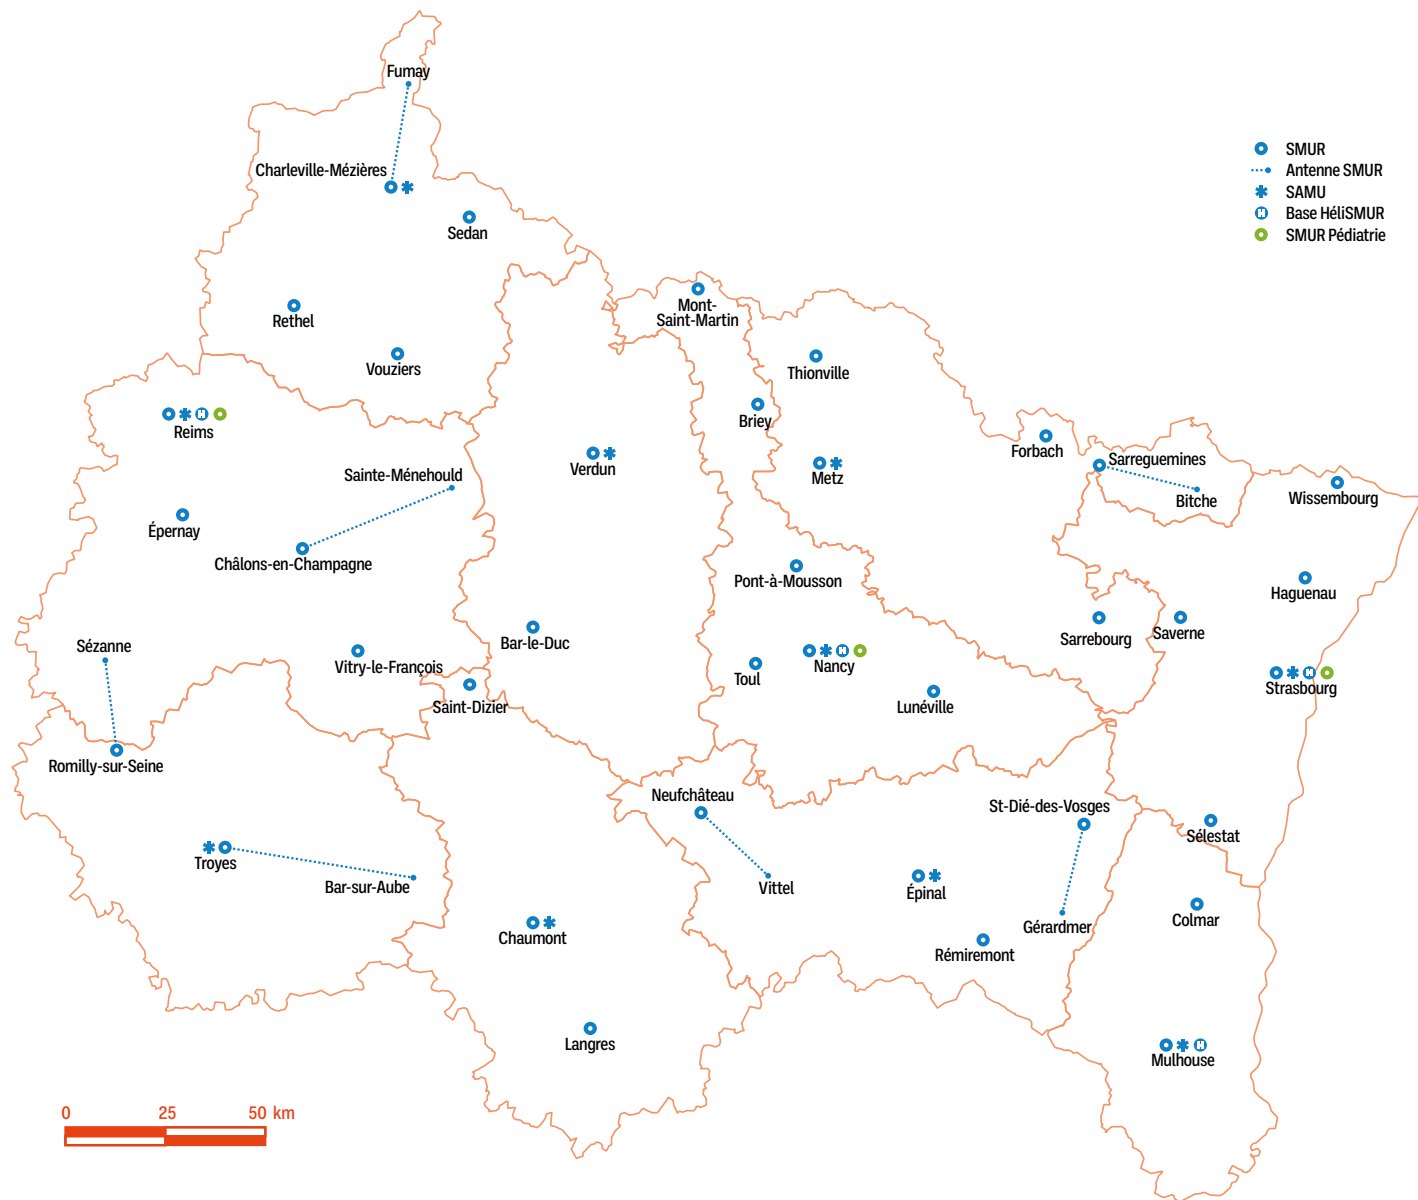 Fumay
Charleville-Mézières
SMUR
Antenne SMUR
SAMU
H
Base HéliSMUR
SMUR Pédiatrie
Sedan
Rethel
Mont-
Saint-Martin
Vouziers
Thionville
Briey
H
Reims
Forbach
Sarreguemines
Verdun
Metz
Sainte-Ménehould
Bitche
Wissembourg
Épernay
Châlons-en-Champagne
Pont-à-Mousson
Haguenau
Sézanne
Bar-le-Duc
Sarrebourg
Saverne
Vitry-le-François
H
Nancy
Toul
H
Strasbourg
Saint-Dizier
Lunéville
Romilly-sur-Seine
Neufchâteau
St-Dié-des-Vosges
Sélestat
Troyes
Bar-sur-Aube
Vittel
Épinal
Colmar
Gérardmer
Chaumont
Rémiremont
Langres
H
Mulhouse
0 25 50 km